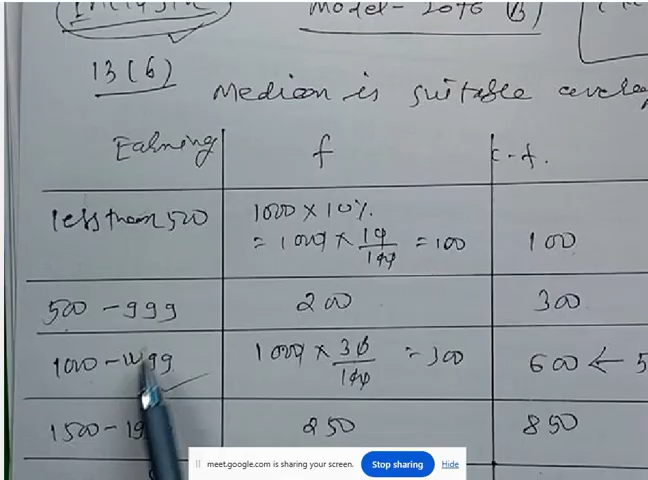 Model- 2076 (B)
13 (6)
Median is suitable
Earning f c.f.
less than 500 1000 × 10%
= 1000 × 10/100 = 100 100
500 - 999 200 300
1000 - 1499 1000 × 30/100 = 300 600 ← 5
1500 - 19 250 850
meet.google.com is sharing your screen. Stop sharing Hide